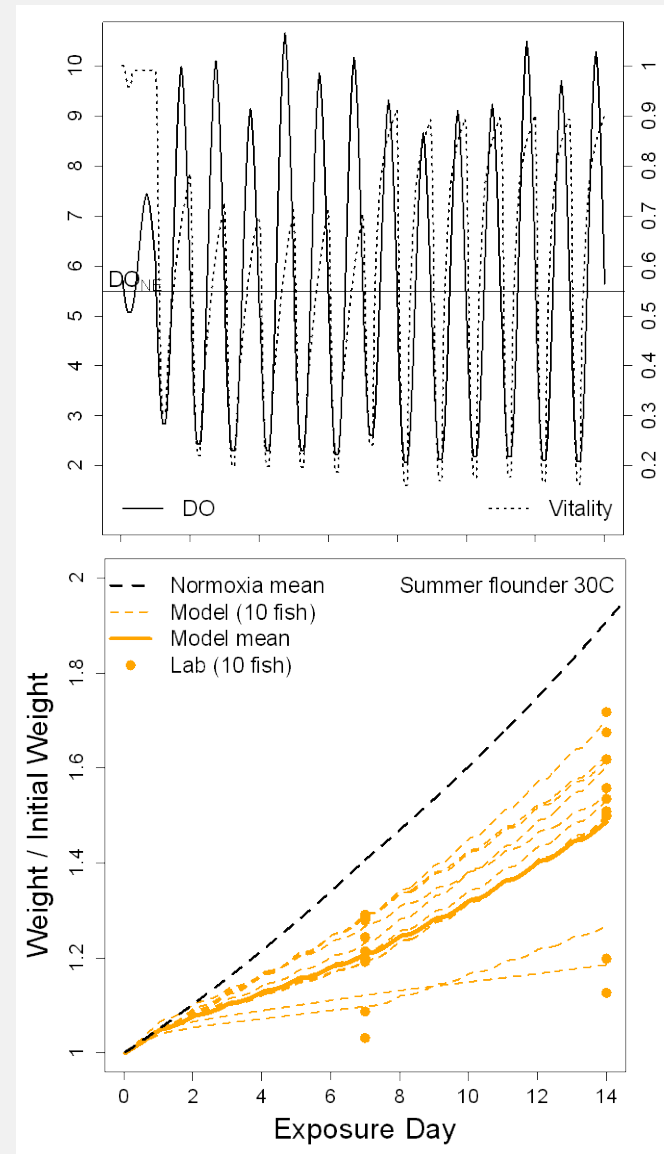 10
9
8
7
6
5
4
3
2
1
0.9
0.8
0.7
0.6
0.5
0.4
0.3
0.2
DO
DO
Vitality
2
1.8
1.6
1.4
1.2
1
Weight / Initial Weight
Normoxia mean
Summer flounder 30C
Model (10 fish)
Model mean
Lab (10 fish)
0 2 4 6 8 10 12 14
Exposure Day